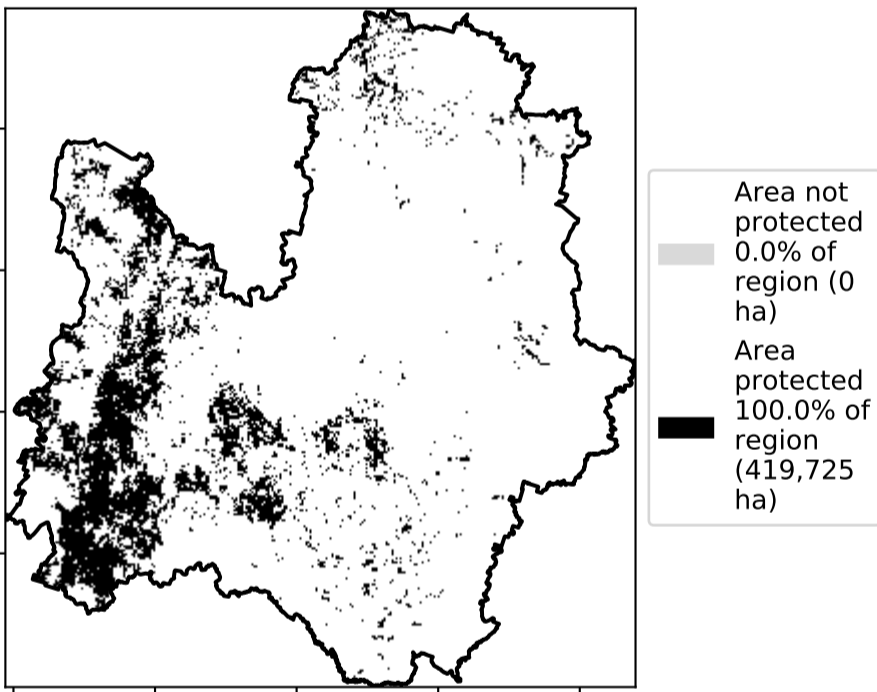 Area not
protected
0.0% of
region (0
ha)
Area
protected
100.0% of
region
(419,725
ha)